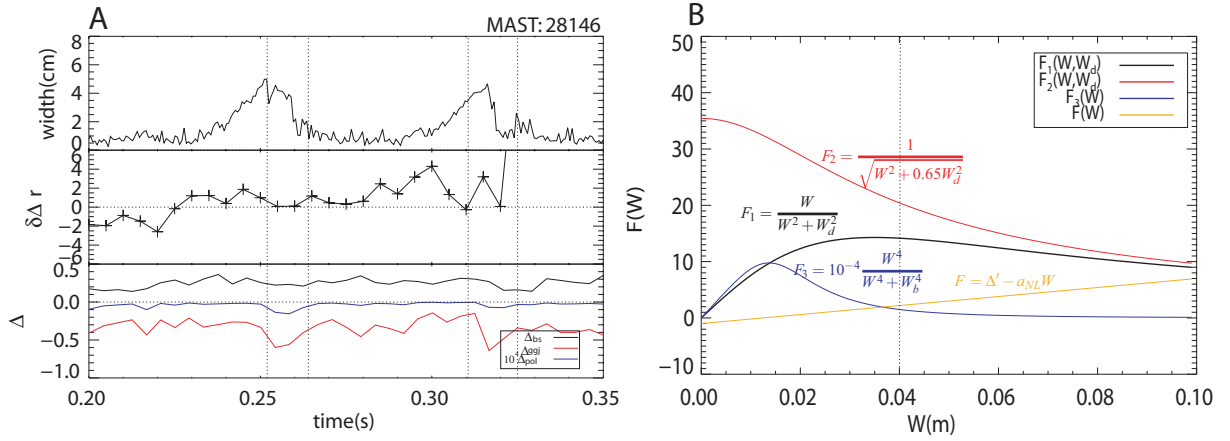 A
MAST: 28146
width(cm)
8
6
4
2
0
δΔ r
6
4
2
0
−2
−4
−6
Δ
0.5
0.0
−0.5
−1.0
Δbs
Δggj
10⁴Δpol
0.20
0.25
0.30
0.35
time(s)
B
F(W)
50
40
30
20
10
0
−10
F₁(W,W_d)
F₂(W,W_d)
F₃(W)
F(W)
F₂ = 1 / √(W² + 0.65W_d²)
F₁ = W / (W² + W_d²)
F₃ = 10⁻⁴ W⁴ / (W⁴ + W_b⁴)
F = Δ′ − a_NL W
0.00
0.02
0.04
0.06
0.08
0.10
W(m)